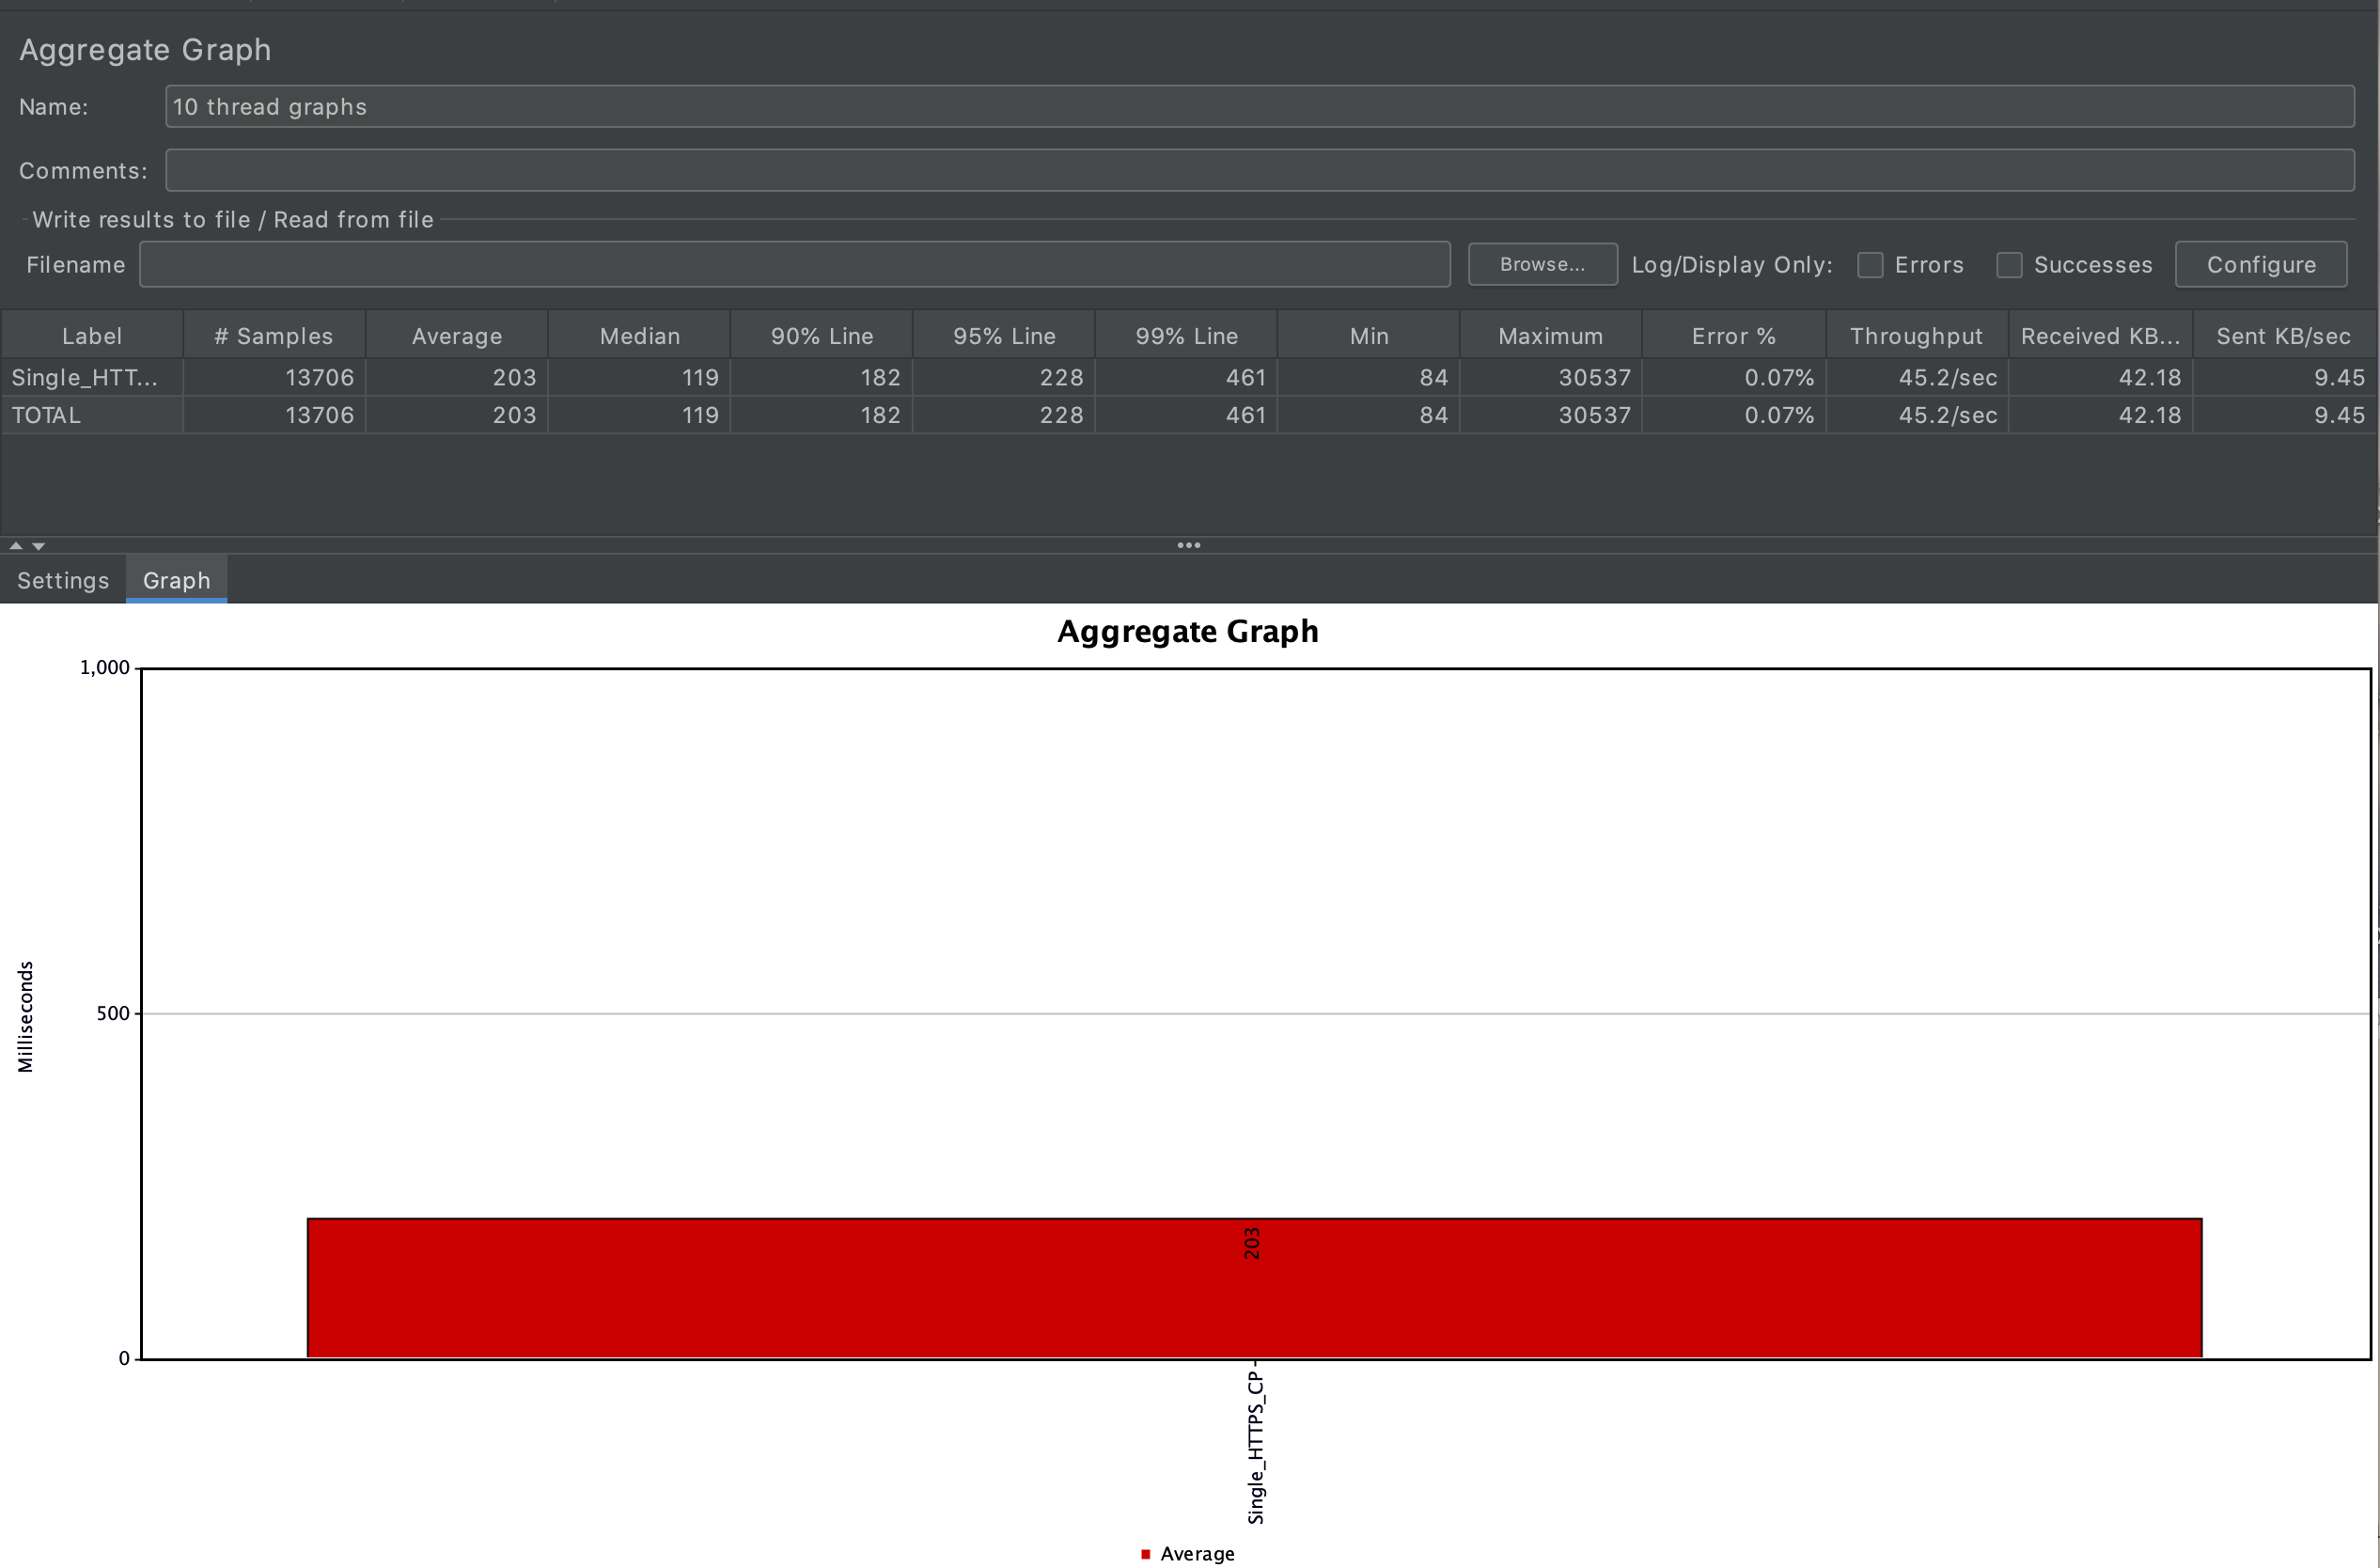 Aggregate Graph
Name: 10 thread graphs
Comments:
Write results to file / Read from file
Filename Browse... Log/Display Only: Errors Successes Configure
Label # Samples Average Median 90% Line 95% Line 99% Line Min Maximum Error % Throughput Received KB... Sent KB/sec
Single_HTT... 13706 203 119 182 228 461 84 30537 0.07% 45.2/sec 42.18 9.45
TOTAL 13706 203 119 182 228 461 84 30537 0.07% 45.2/sec 42.18 9.45
Settings Graph
Aggregate Graph
1,000
500
0
Milliseconds
203
Single_HTTPS_CP
Average